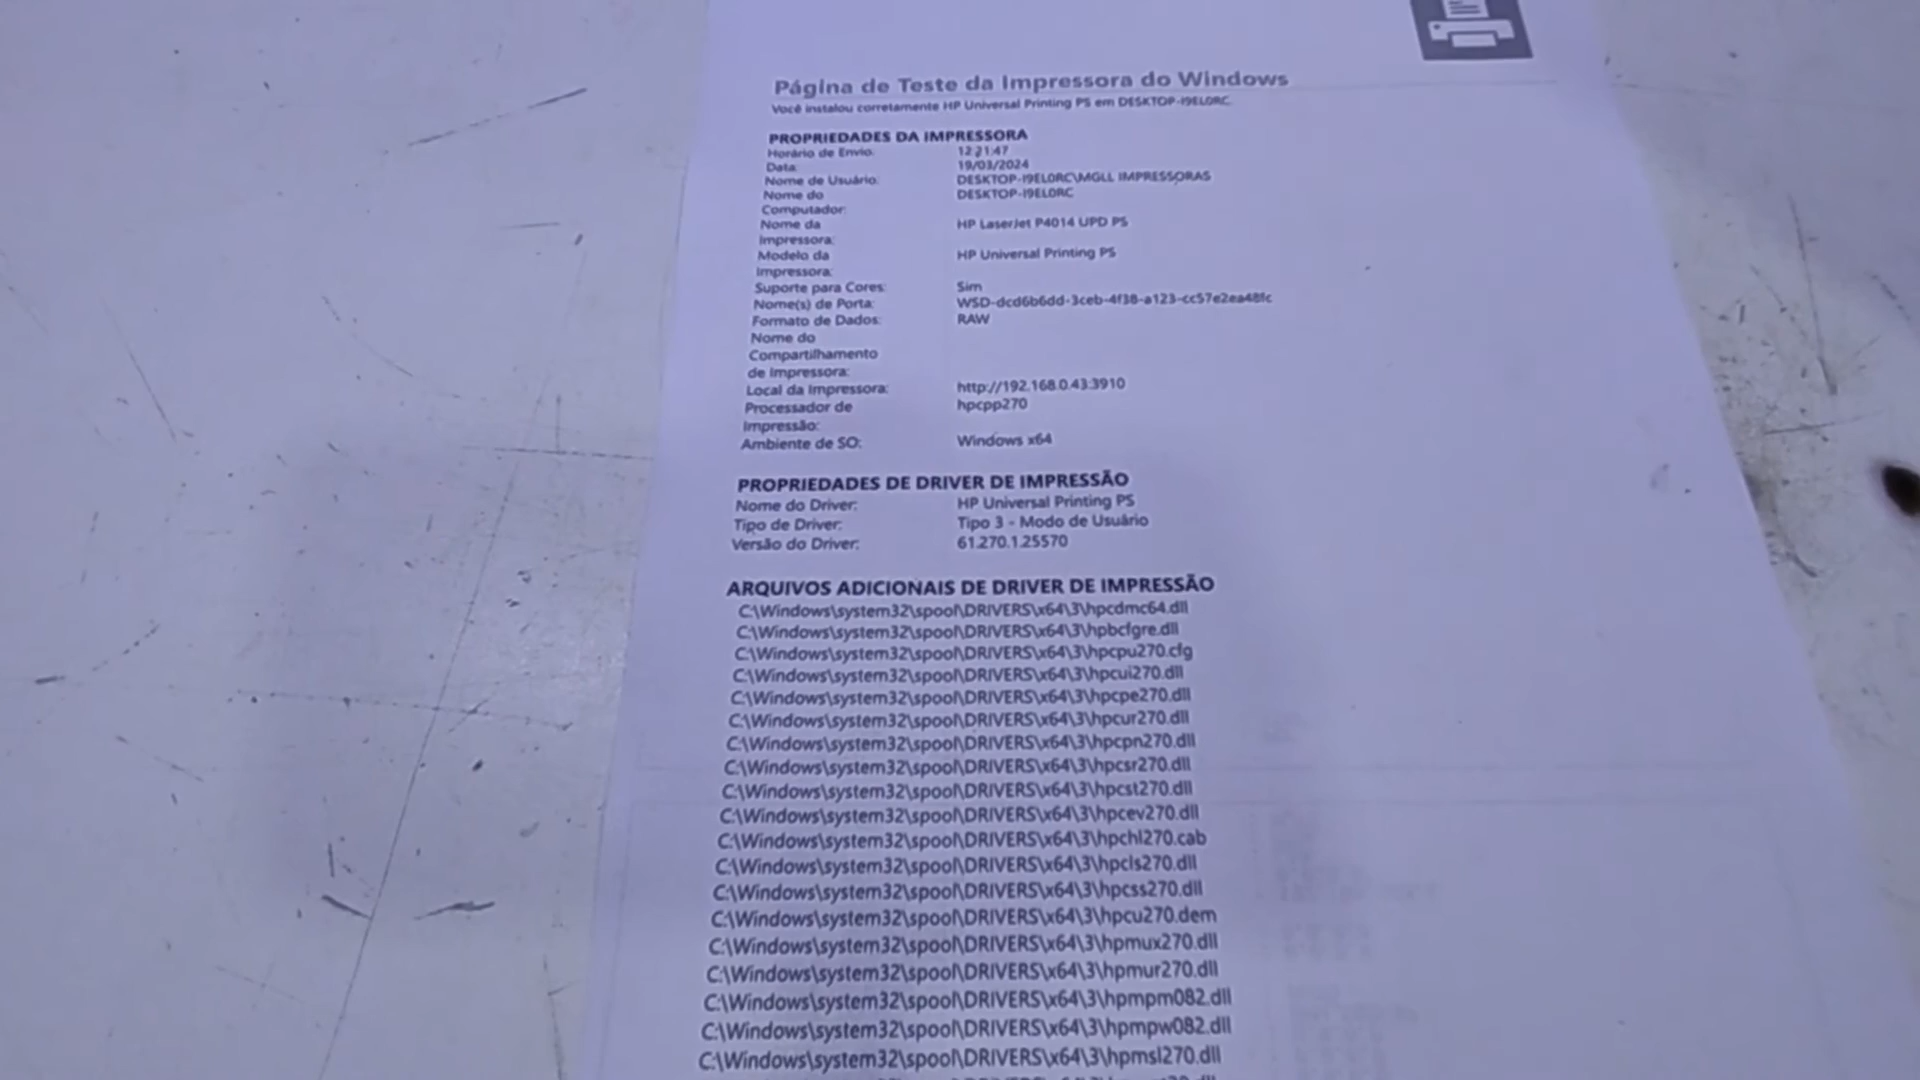 Página de Teste da Impressora do Windows
Você instalou corretamente HP Universal Printing PS em DESKTOP-I9EL0RC.
PROPRIEDADES DA IMPRESSORA
Horário de Envio: 12:21:47
Data: 19/03/2024
Nome de Usuário: DESKTOP-I9EL0RC\MGLL IMPRESSORAS
Nome do DESKTOP-I9EL0RC
Computador:
Nome da HP LaserJet P4014 UPD PS
Impressora:
Modelo da HP Universal Printing PS
Impressora:
Suporte para Cores: Sim
Nome(s) de Porta: WSD-dcd6b6dd-3ceb-4f38-a123-cc57e2ea48fc
Formato de Dados: RAW
Nome do
Compartilhamento
de Impressora:
Local da Impressora: http://192.168.0.43:3910
Processador de hpcpp270
Impressão:
Ambiente de SO: Windows x64
PROPRIEDADES DE DRIVER DE IMPRESSÃO
Nome do Driver: HP Universal Printing PS
Tipo de Driver: Tipo 3 - Modo de Usuário
Versão do Driver: 61.270.1.25570
ARQUIVOS ADICIONAIS DE DRIVER DE IMPRESSÃO
C:\Windows\system32\spool\DRIVERS\x64\3\hpcdmc64.dll
C:\Windows\system32\spool\DRIVERS\x64\3\hpbcfgre.dll
C:\Windows\system32\spool\DRIVERS\x64\3\hpcpu270.cfg
C:\Windows\system32\spool\DRIVERS\x64\3\hpcui270.dll
C:\Windows\system32\spool\DRIVERS\x64\3\hpcpe270.dll
C:\Windows\system32\spool\DRIVERS\x64\3\hpcur270.dll
C:\Windows\system32\spool\DRIVERS\x64\3\hpcpn270.dll
C:\Windows\system32\spool\DRIVERS\x64\3\hpcsr270.dll
C:\Windows\system32\spool\DRIVERS\x64\3\hpcst270.dll
C:\Windows\system32\spool\DRIVERS\x64\3\hpcev270.dll
C:\Windows\system32\spool\DRIVERS\x64\3\hpchl270.cab
C:\Windows\system32\spool\DRIVERS\x64\3\hpcls270.dll
C:\Windows\system32\spool\DRIVERS\x64\3\hpcss270.dll
C:\Windows\system32\spool\DRIVERS\x64\3\hpcu270.dem
C:\Windows\system32\spool\DRIVERS\x64\3\hpmux270.dll
C:\Windows\system32\spool\DRIVERS\x64\3\hpmur270.dll
C:\Windows\system32\spool\DRIVERS\x64\3\hpmpm082.dll
C:\Windows\system32\spool\DRIVERS\x64\3\hpmpw082.dll
C:\Windows\system32\spool\DRIVERS\x64\3\hpmsl270.dll